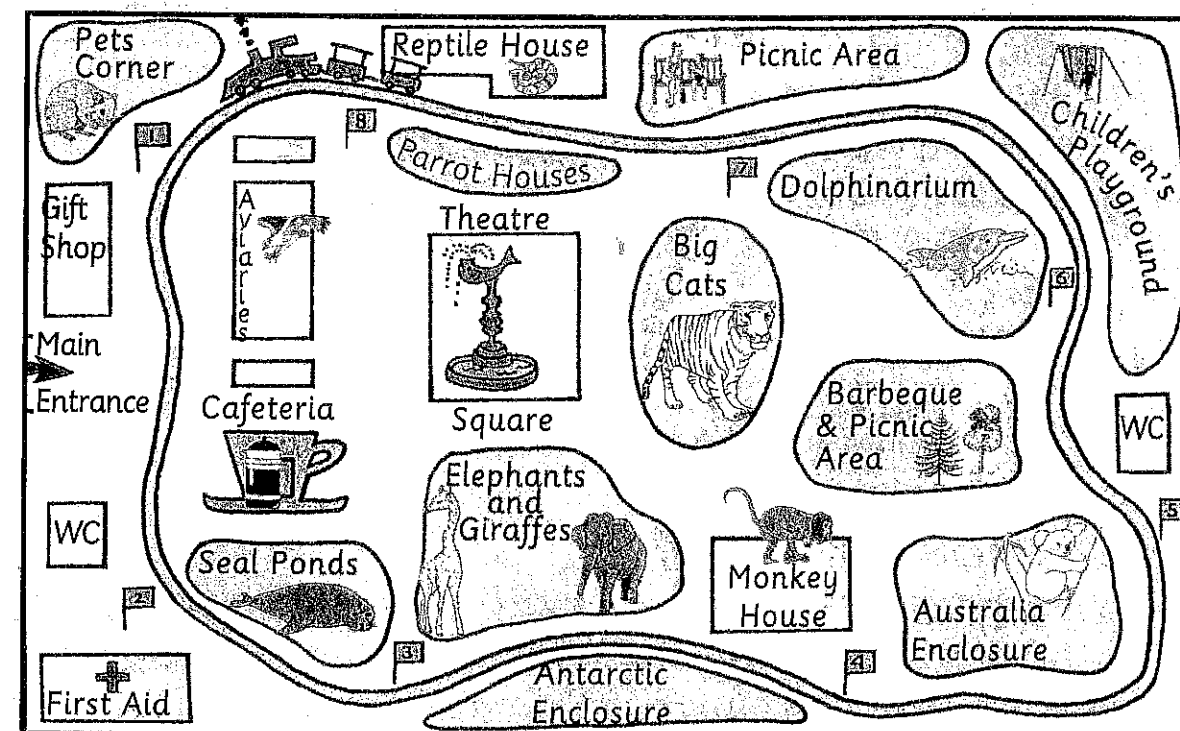 Pets
Corner
Reptile House
Picnic Area
Children's
Playground
1
8
7
Parrot Houses
Dolphinarium
Gift
Shop
Aylarles
Theatre
Square
Big
Cats
6
Main
Entrance
Cafeteria
Barbeque
& Picnic
Area
WC
WC
5
Elephants
and
Giraffes
Seal Ponds
Monkey
House
Australia
Enclosure
2
3
4
First Aid
Antarctic
Enclosure